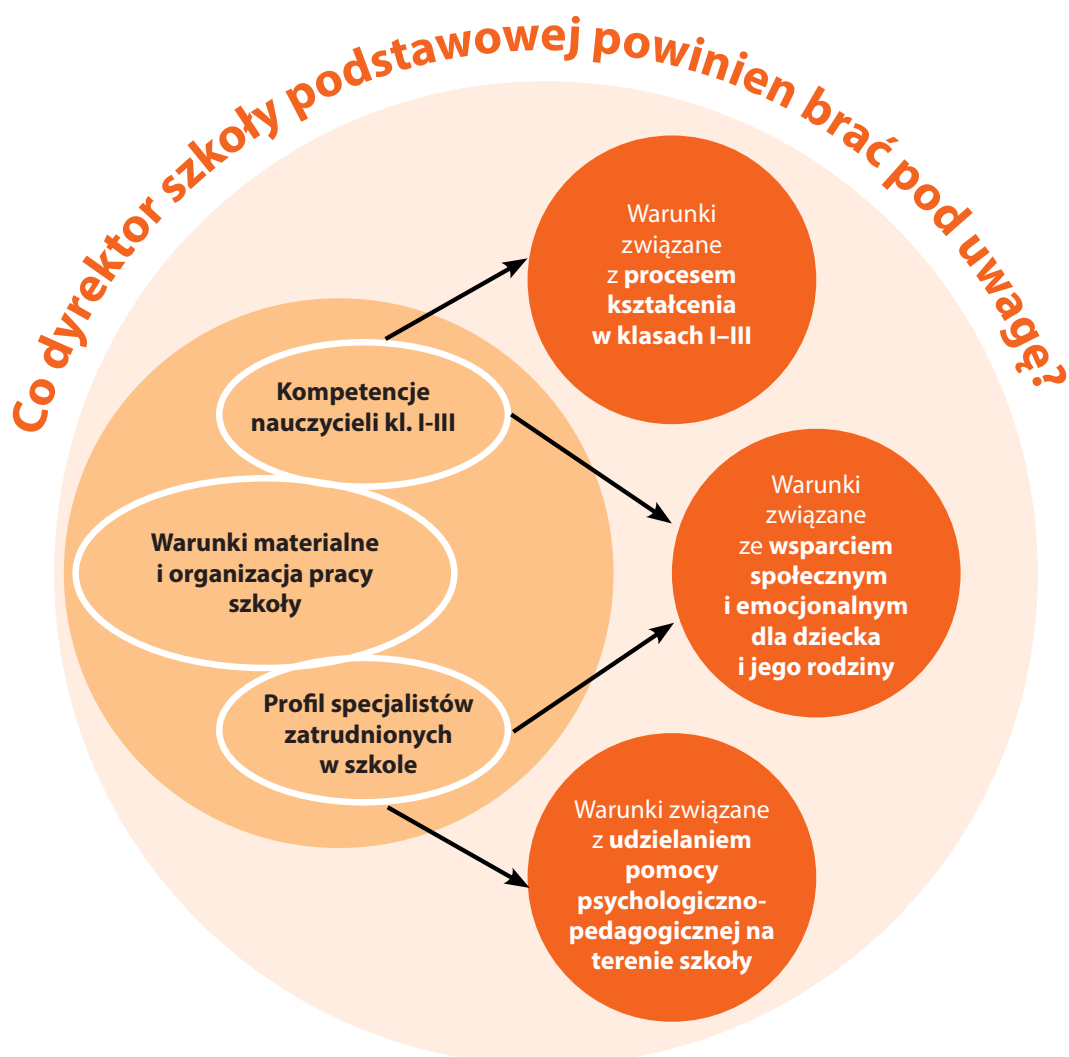 Co dyrektor szkoły podstawowej powinien brać pod uwagę?
Warunki
związane
z procesem
kształcenia
w klasach I–III
Kompetencje
nauczycieli kl. I-III
Warunki materialne
i organizacja pracy
szkoły
Warunki
związane
ze wsparciem
społecznym
i emocjonalnym
dla dziecka
i jego rodziny
Profil specjalistów
zatrudnionych
w szkole
Warunki związane
z udzielaniem
pomocy
psychologiczno-
pedagogicznej na
terenie szkoły